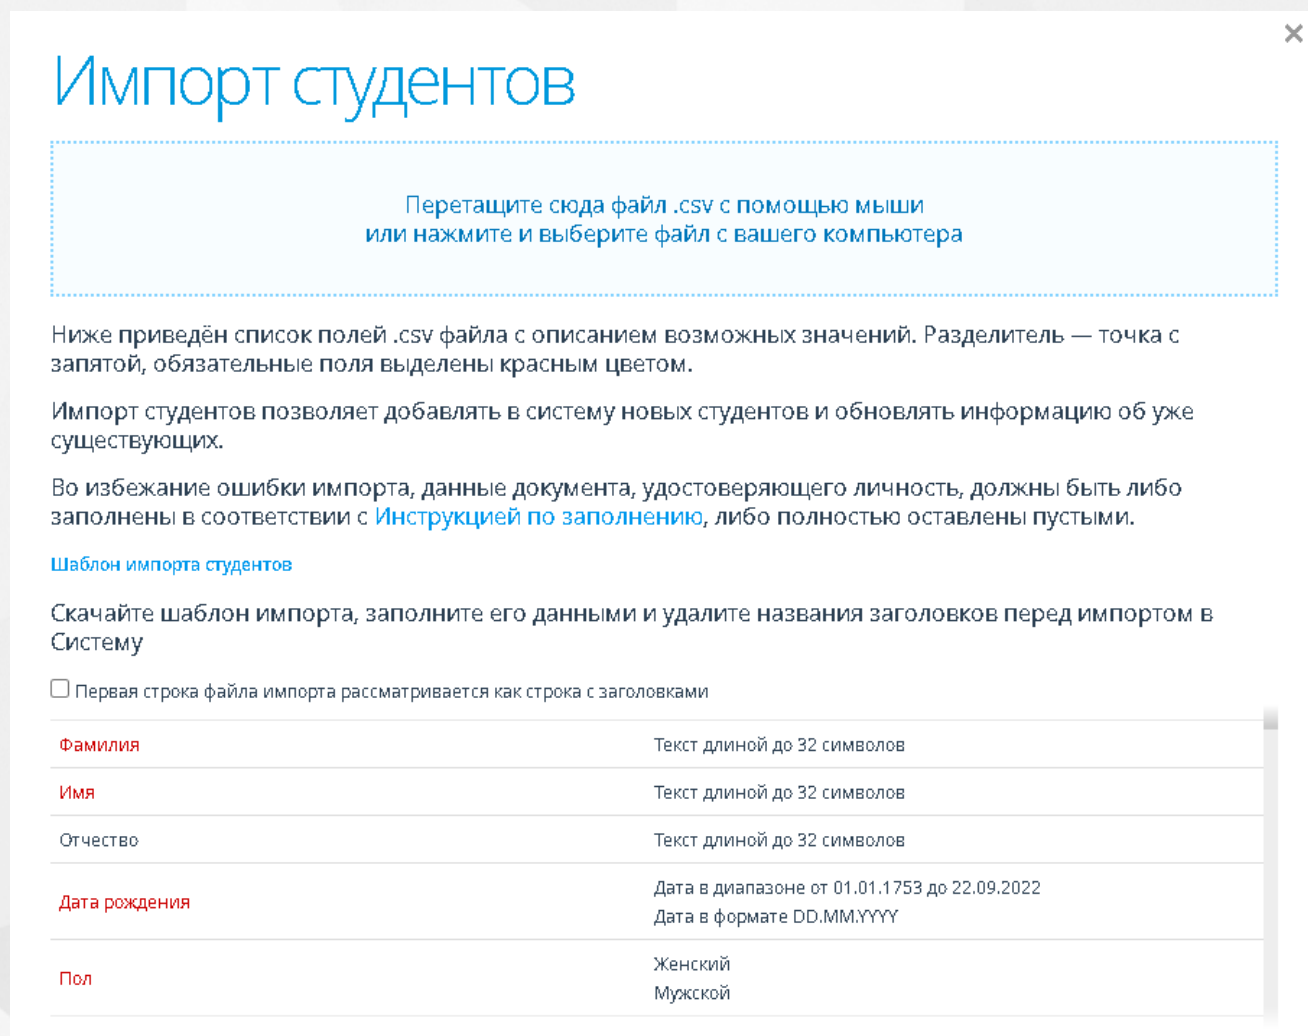 Импорт студентов
Перетащите сюда файл .csv с помощью мыши
или нажмите и выберите файл с вашего компьютера
Ниже приведён список полей .csv файла с описанием возможных значений. Разделитель — точка с
запятой, обязательные поля выделены красным цветом.
Импорт студентов позволяет добавлять в систему новых студентов и обновлять информацию об уже
существующих.
Во избежание ошибки импорта, данные документа, удостоверяющего личность, должны быть либо
заполнены в соответствии с Инструкцией по заполнению, либо полностью оставлены пустыми.
Шаблон импорта студентов
Скачайте шаблон импорта, заполните его данными и удалите названия заголовков перед импортом в
Систему
Первая строка файла импорта рассматривается как строка с заголовками
Фамилия Текст длиной до 32 символов
Имя Текст длиной до 32 символов
Отчество Текст длиной до 32 символов
Дата рождения Дата в диапазоне от 01.01.1753 до 22.09.2022
Дата в формате DD.MM.YYYY
Пол Женский
Мужской